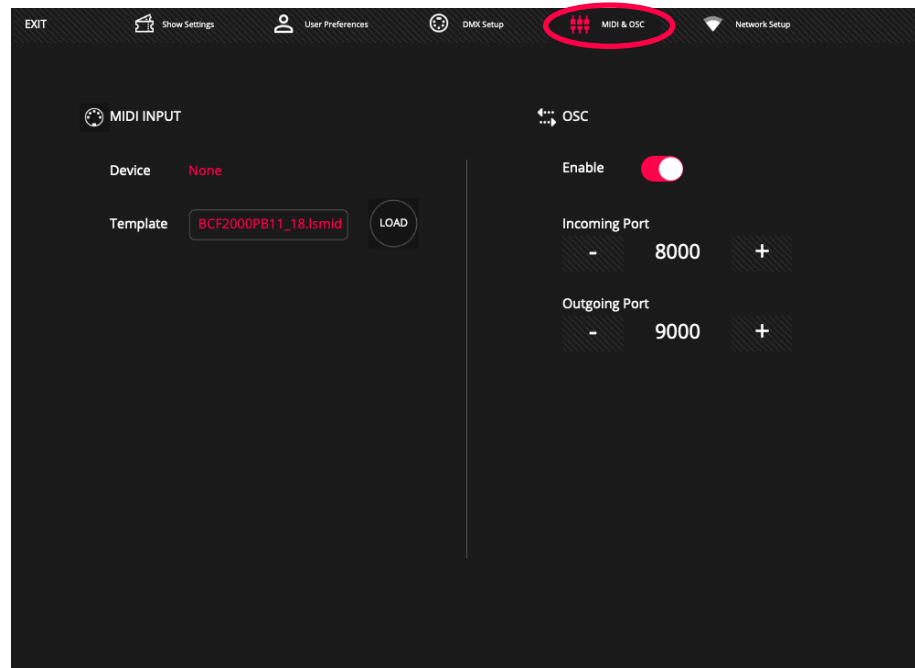 EXIT
Show Settings
User Preferences
DMX Setup
MIDI & OSC
Network Setup
MIDI INPUT
Device None
Template BCF2000PB11_18.lsmid LOAD
OSC
Enable
Incoming Port
- 8000 +
Outgoing Port
- 9000 +